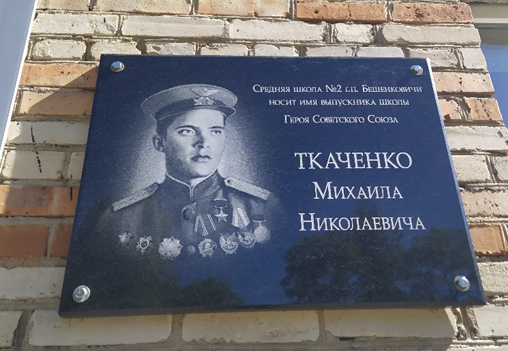 Средняя школа №2 г.п. Бешенковичи
носит имя выпускника школы
Героя Советского Союза
ТКАЧЕНКО
Михаила
Николаевича